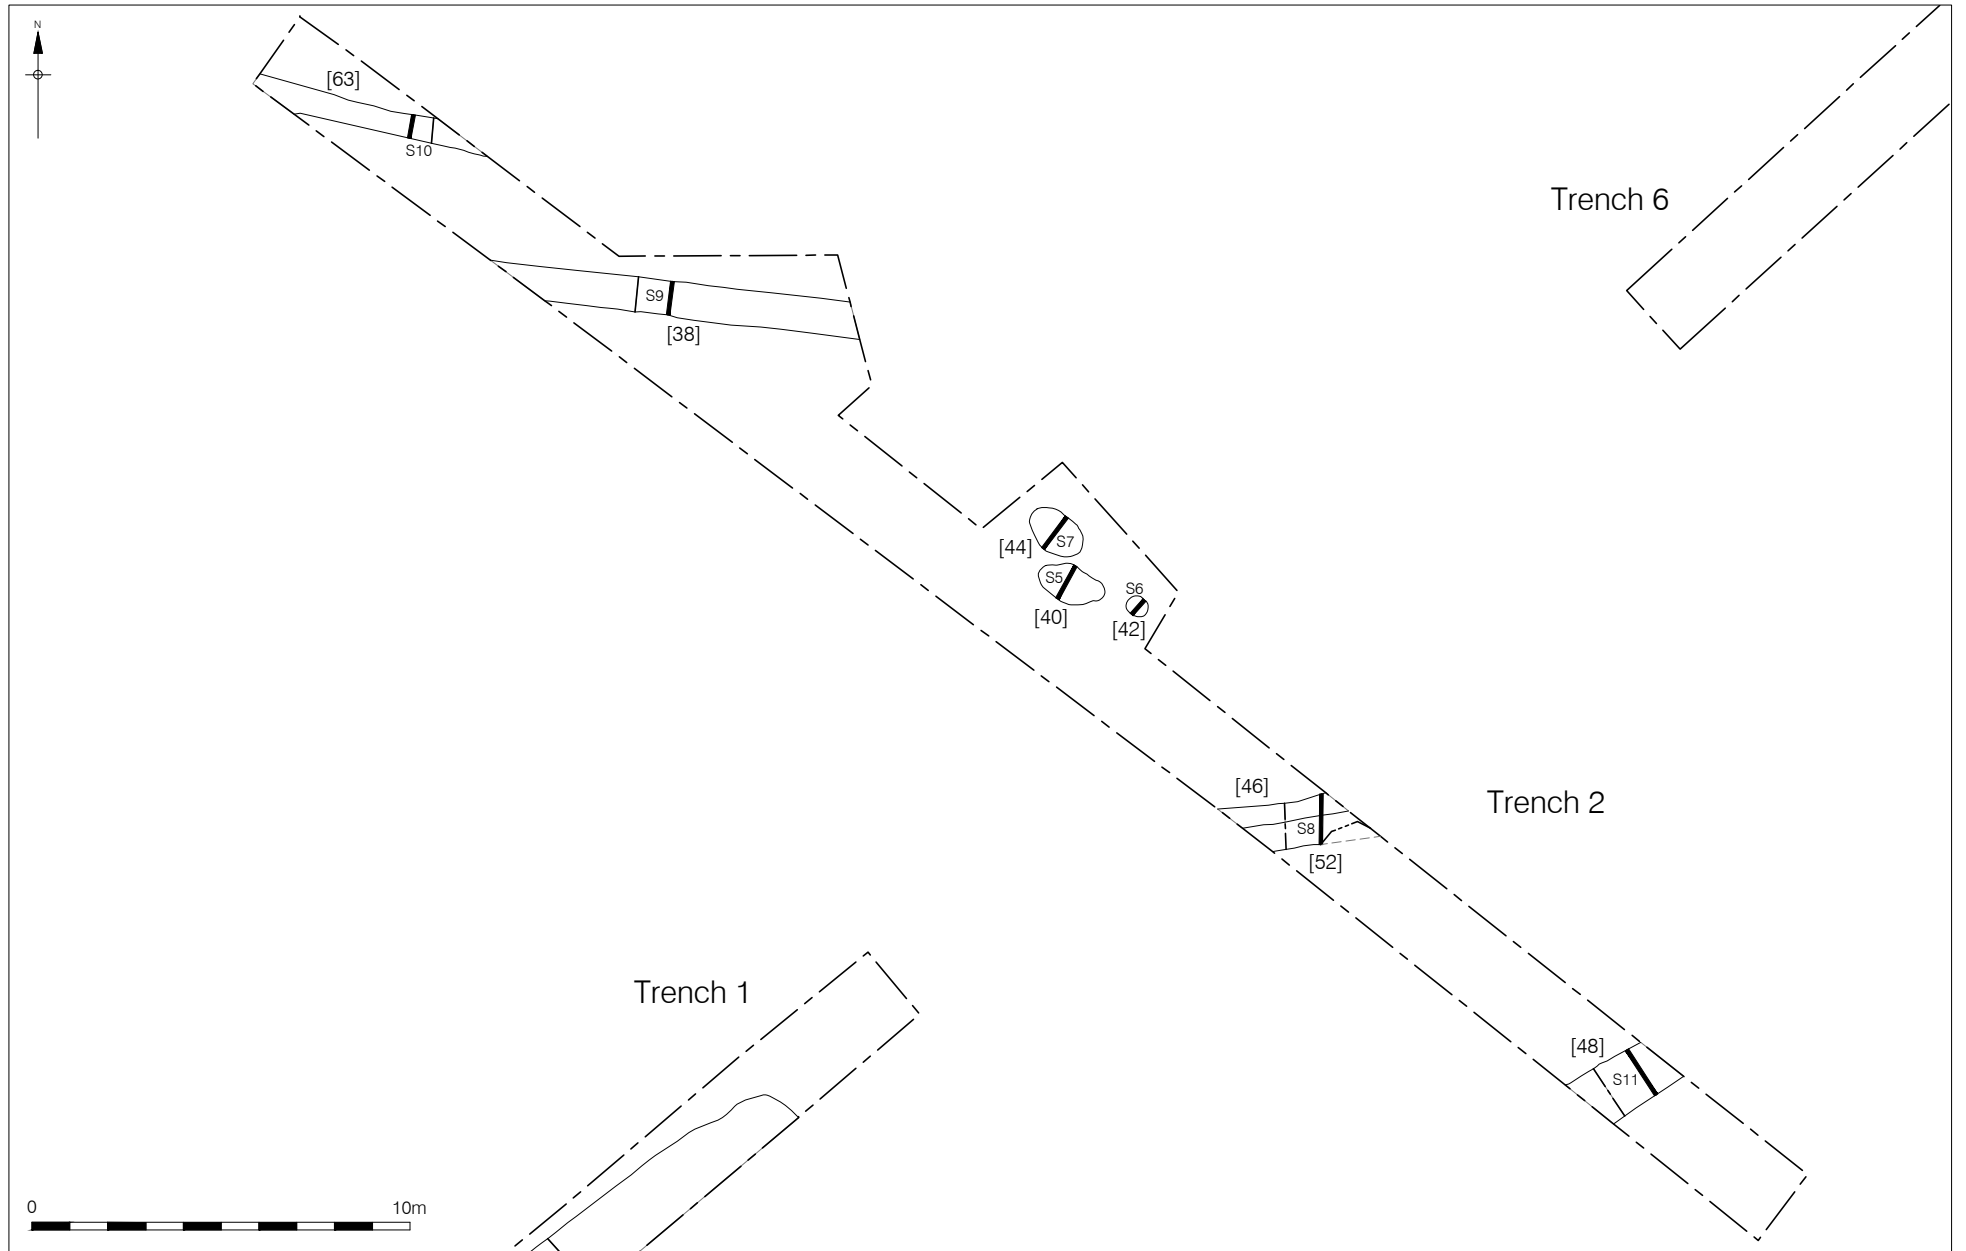 N
[63]
S10
Trench 6
S9
[38]
[44]
S7
S5
S6
[40]
[42]
[46]
Trench 2
S8
[52]
Trench 1
[48]
S11
0
10m